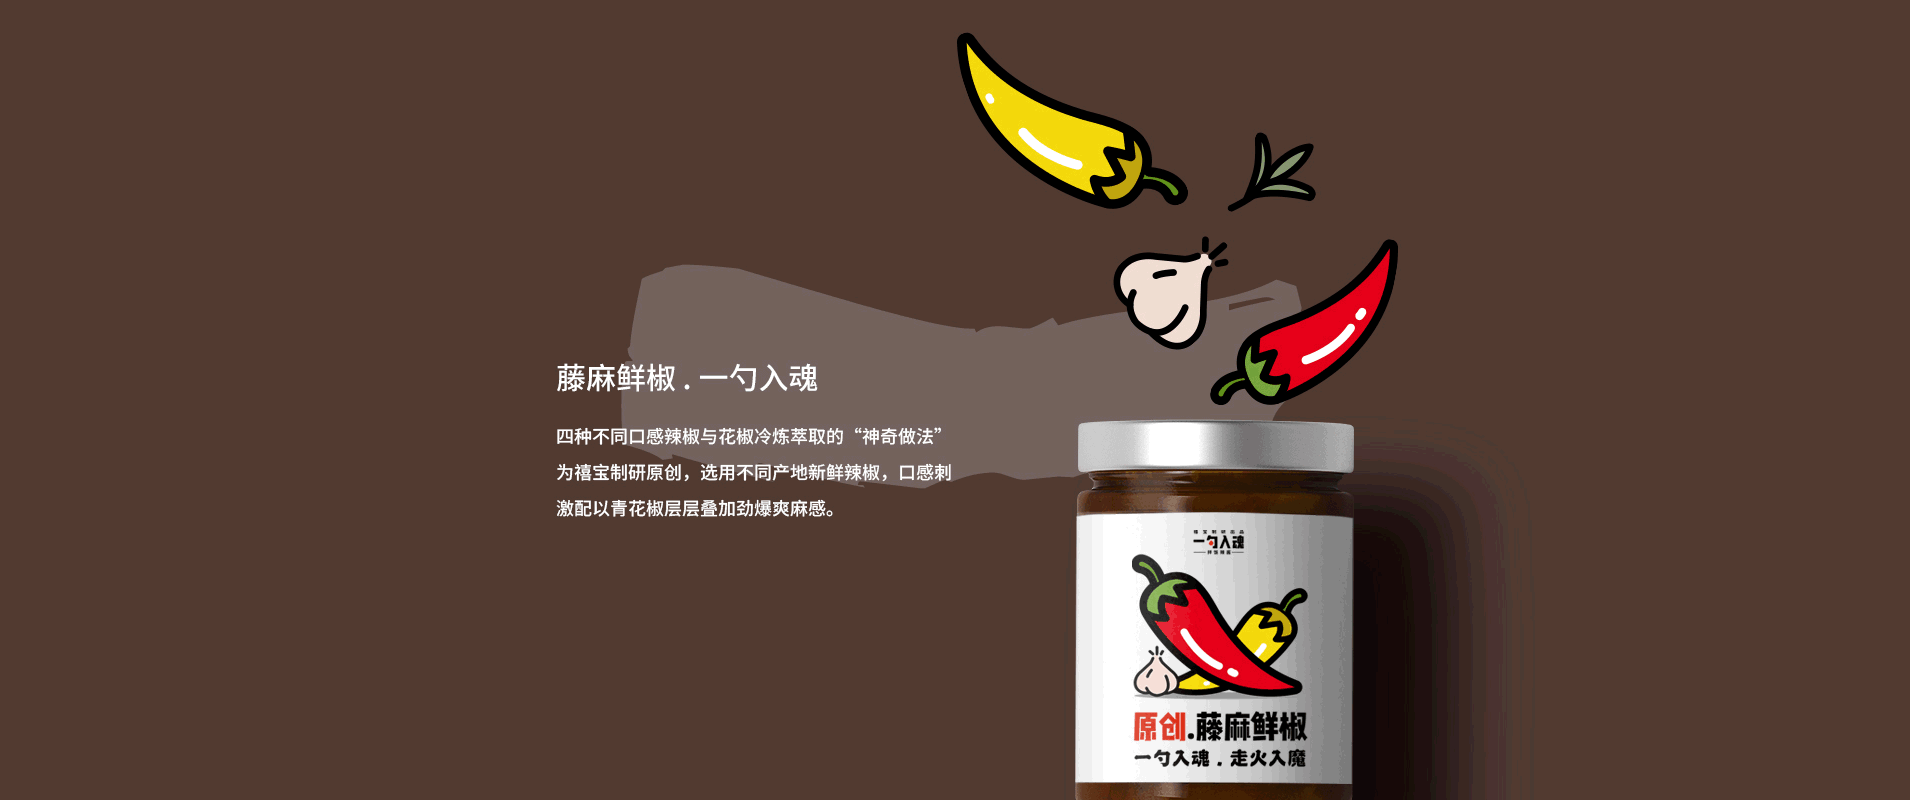 藤麻鲜椒 . 一勺入魂
四种不同口感辣椒与花椒冷炼萃取的“神奇做法”
为禧宝制研原创，选用不同产地新鲜辣椒，口感刺
激配以青花椒层层叠加劲爆爽麻感。
一勺入魂
原创.藤麻鲜椒
一勺入魂 . 走火入魔